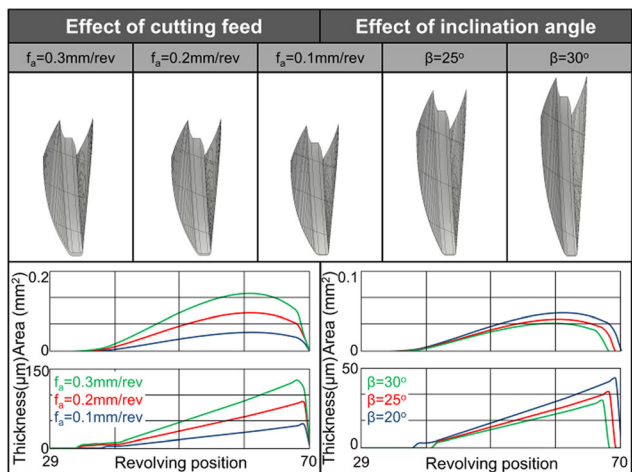 Effect of cutting feed
Effect of inclination angle
fₐ=0.3mm/rev
fₐ=0.2mm/rev
fₐ=0.1mm/rev
β=25°
β=30°
Area (mm²)
0.2
0
0.1
0
Thickness(μm)
150
0
fₐ=0.3mm/rev
fₐ=0.2mm/rev
fₐ=0.1mm/rev
50
0
β=30°
β=25°
β=20°
29
Revolving position
70
29
Revolving position
70
Thickness(μm)
Area (mm²)